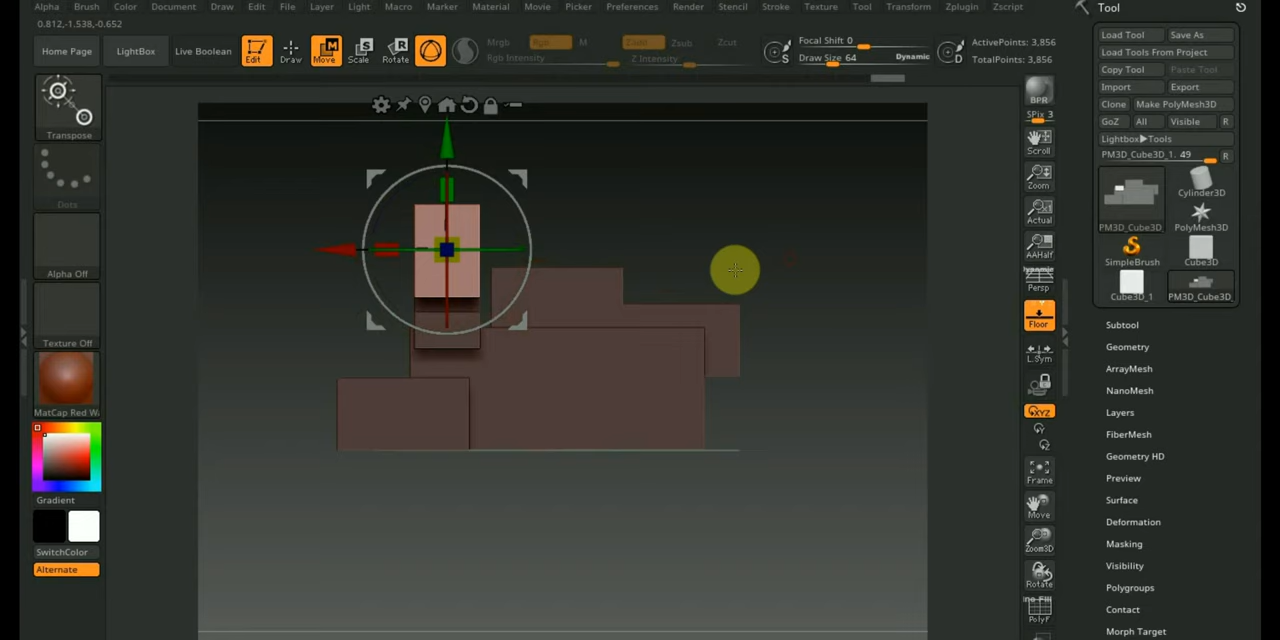 Alpha Brush Color Document Draw Edit File Layer Light Macro Marker Material Movie Picker Preferences Render Stencil Stroke Texture Tool Transform Zplugin Zscript
Tool
0.812,-1.538,-0.652
Load Tool Save As
Home Page LightBox Live Boolean Edit Draw Move Scale Rotate Mrgb Rgb M Zadd Zsub Zcut Focal Shift 0 ActivePoints: 3,856
Rgb Intensity Z Intensity S Draw Size 64 Dynamic D TotalPoints: 3,856
Load Tools From Project
Copy Tool Paste Tool
Import Export
Clone Make PolyMesh3D
GoZ All Visible R
Lightbox▶Tools
PM3D_Cube3D_1. 49 R
PM3D_Cube3D_ Cylinder3D
PolyMesh3D
SimpleBrush Cube3D
Cube3D_1 PM3D_Cube3D_
Subtool
Geometry
ArrayMesh
NanoMesh
Layers
FiberMesh
Geometry HD
Preview
Surface
Deformation
Masking
Visibility
Polygroups
Contact
Morph Target
BPR
SPix 3
Scroll
Zoom
Actual
AAHalf
Dynamic
Persp
Floor
L.Sym
XYZ
Y
Z
Frame
Move
Zoom3D
Rotate
Line Fill
PolyF
Transpose
Dots
Alpha Off
Texture Off
MatCap Red W
Gradient
SwitchColor
Alternate